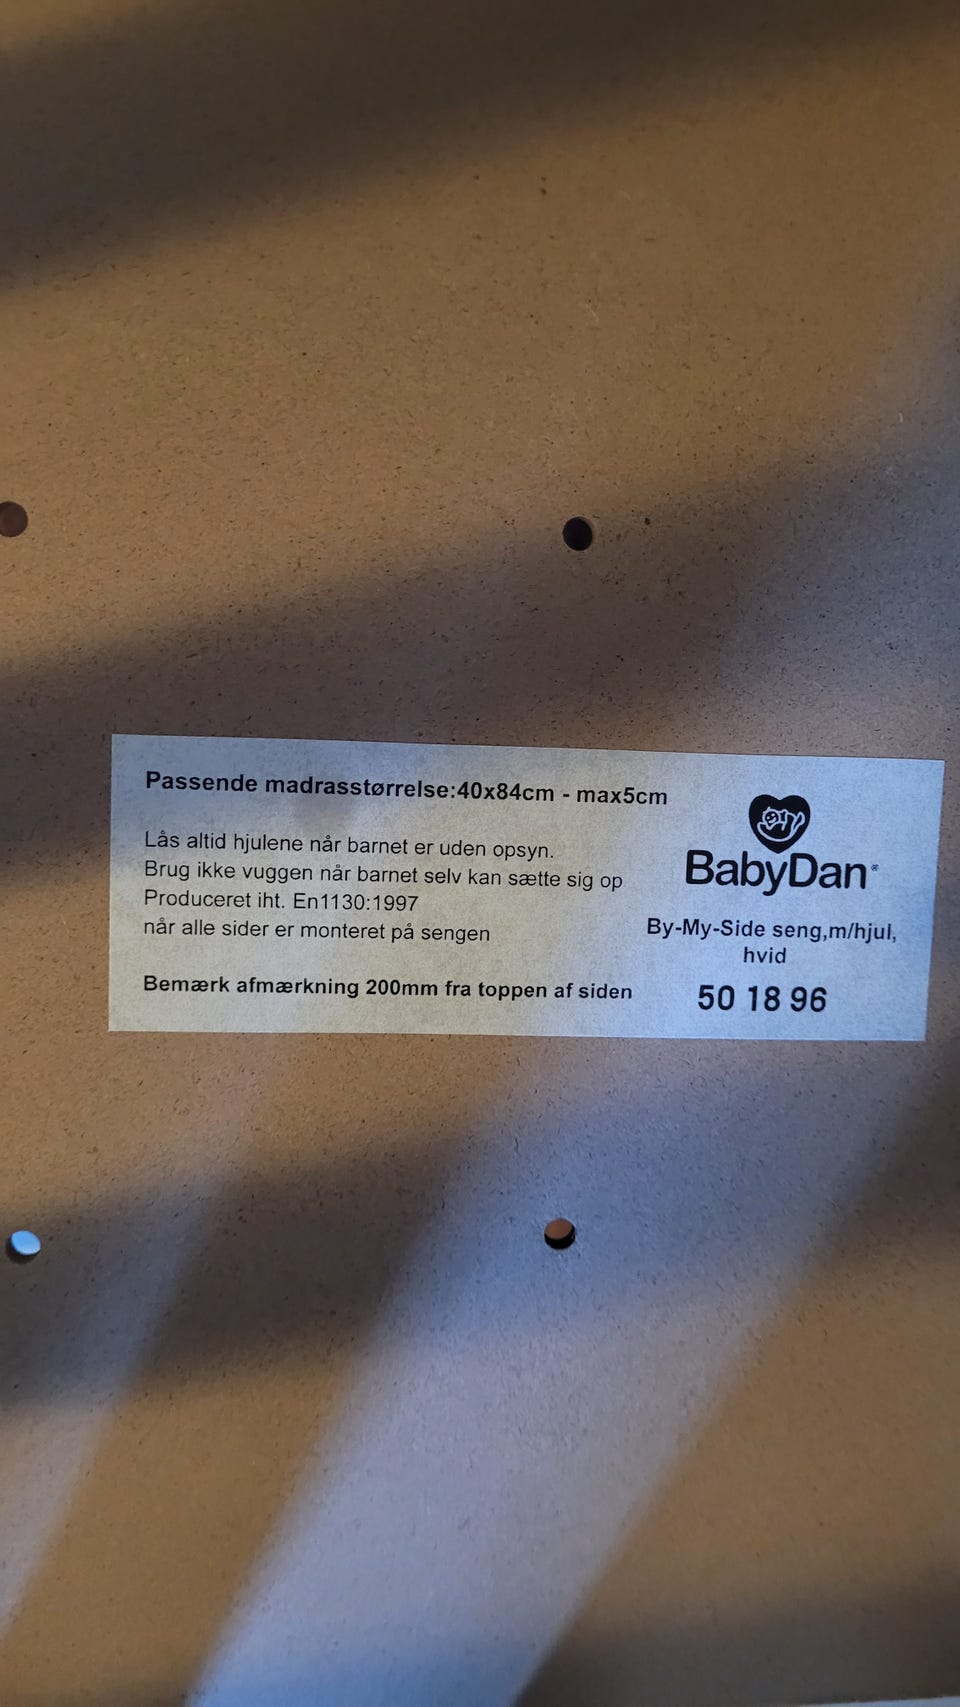 Passende madrasstørrelse:40x84cm - max5cm
Lås altid hjulene når barnet er uden opsyn.
Brug ikke vuggen når barnet selv kan sætte sig op
Produceret iht. En1130:1997
når alle sider er monteret på sengen
Bemærk afmærkning 200mm fra toppen af siden
BabyDan®
By-My-Side seng,m/hjul,
hvid
50 18 96